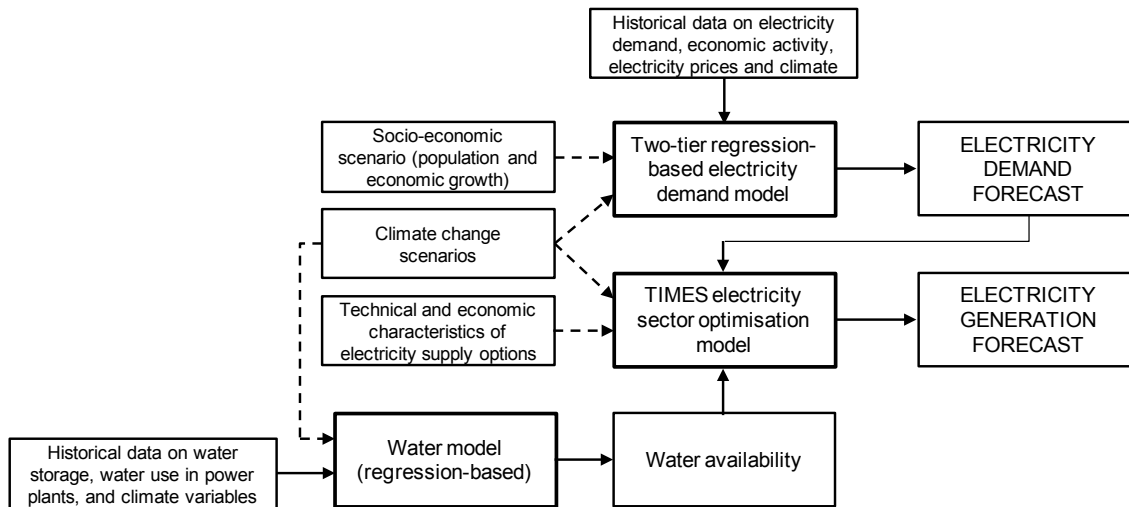 Historical data on electricity
demand, economic activity,
electricity prices and climate
Socio-economic
scenario (population and
economic growth)
Two-tier regression-
based electricity
demand model
ELECTRICITY
DEMAND
FORECAST
Climate change
scenarios
Technical and economic
characteristics of
electricity supply options
TIMES electricity
sector optimisation
model
ELECTRICITY
GENERATION
FORECAST
Historical data on water
storage, water use in power
plants, and climate variables
Water model
(regression-based)
Water availability